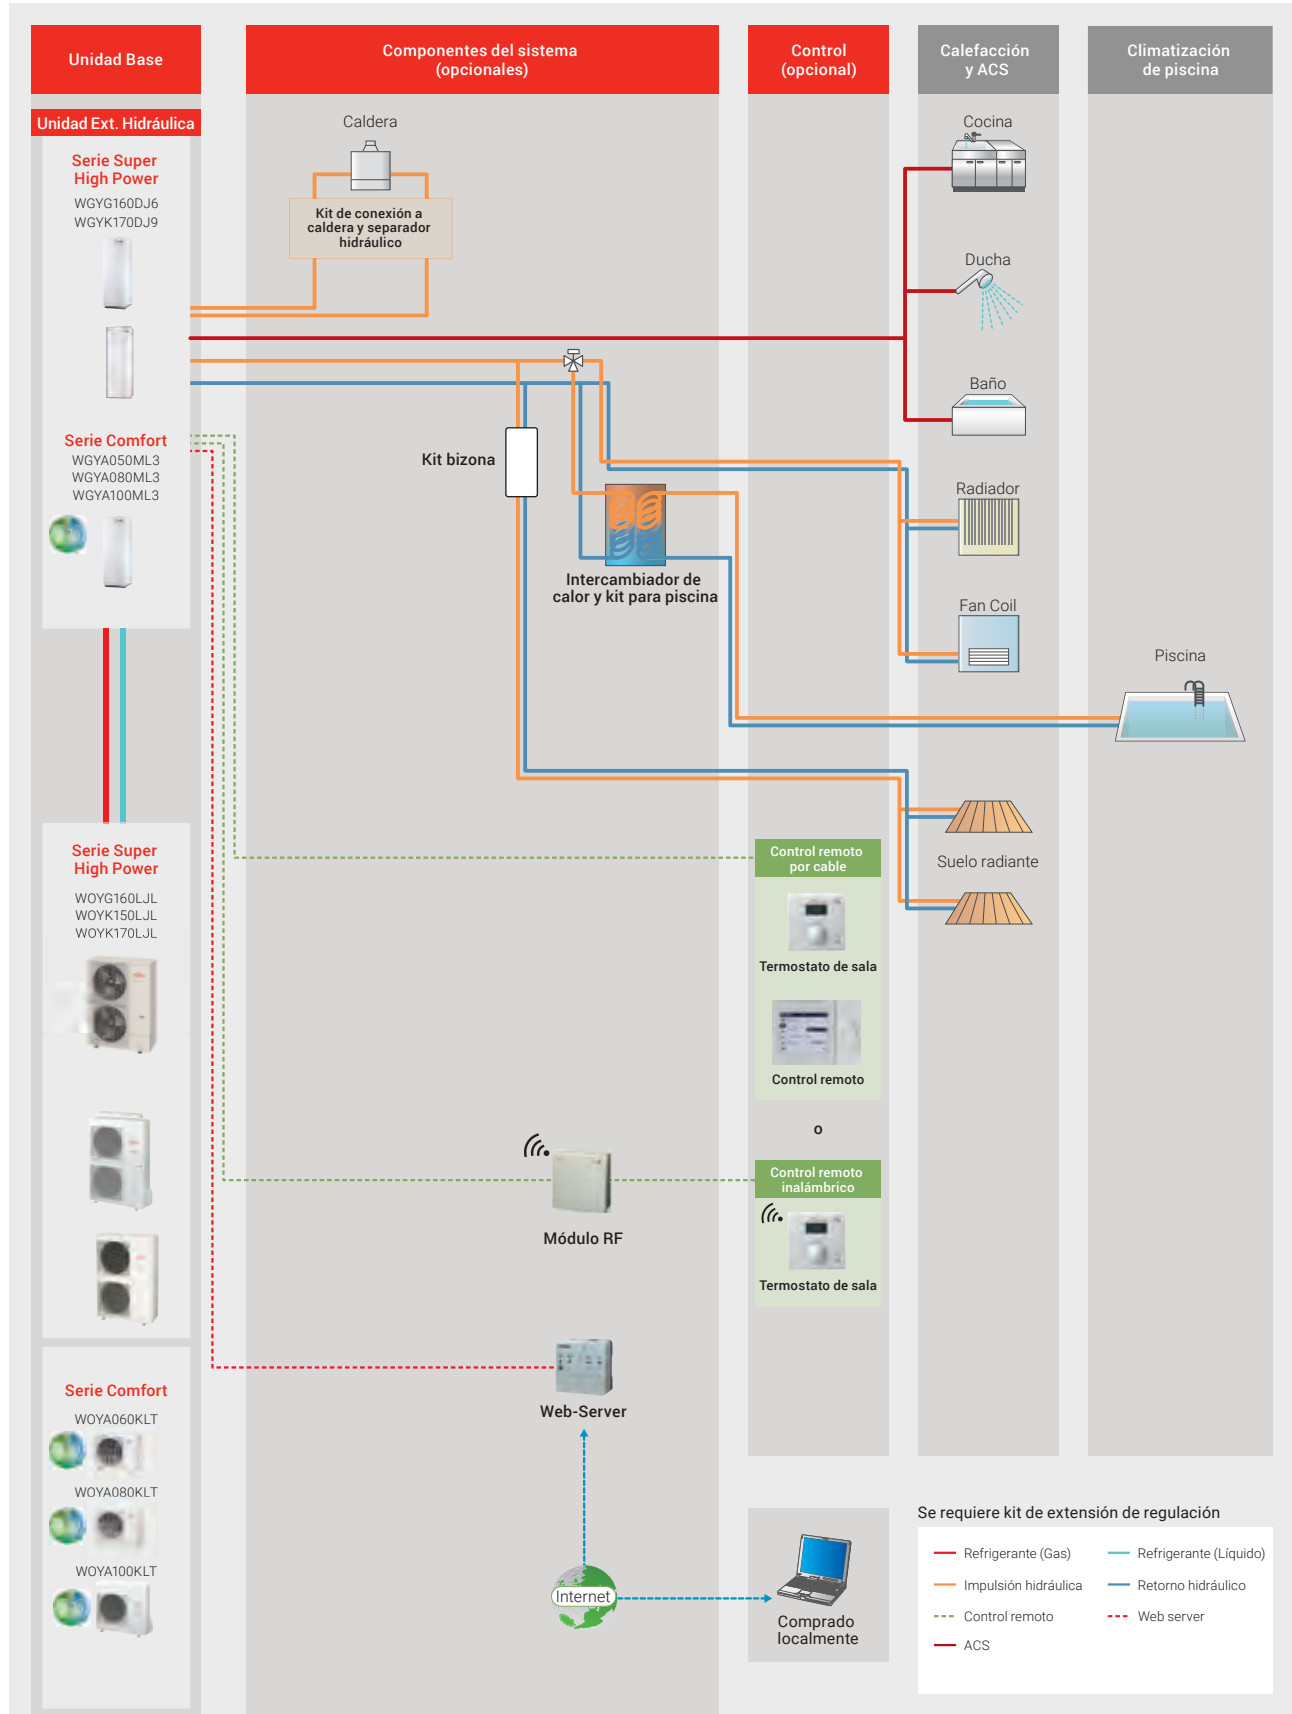 Unidad Base
Componentes del sistema
(opcionales)
Control
(opcional)
Calefacción
y ACS
Climatización
de piscina
Unidad Ext. Hidráulica
Serie Super
High Power
WGYG160DJ6
WGYK170DJ9
Serie Comfort
WGYA050ML3
WGYA080ML3
WGYA100ML3
Serie Super
High Power
WOYG160LJL
WOYK150LJL
WOYK170LJL
Serie Comfort
WOYA060KLT
WOYA080KLT
WOYA100KLT
Caldera
Kit de conexión a
caldera y separador
hidráulico
Kit bizona
Intercambiador de
calor y kit para piscina
Módulo RF
Web-Server
Internet
Control remoto
por cable
Termostato de sala
Control remoto
o
Control remoto
inalámbrico
Termostato de sala
Comprado
localmente
Cocina
Ducha
Baño
Radiador
Fan Coil
Suelo radiante
Piscina
Se requiere kit de extensión de regulación
Refrigerante (Gas)
Refrigerante (Líquido)
Impulsión hidráulica
Retorno hidráulico
Control remoto
Web server
ACS